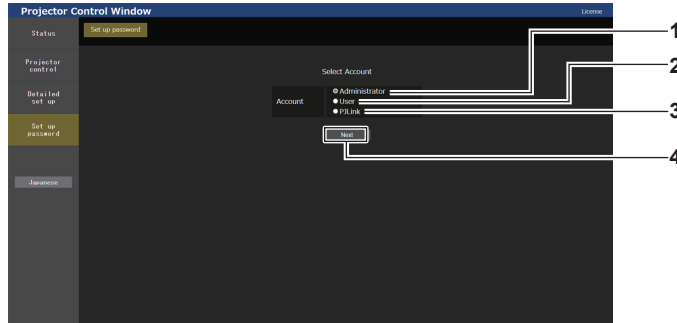 Projector Control Window
License
Status
Set up password
1
Projector
control
2
Select Account
Detailed
set up
Account
Administrator
User
PJLink
3
Set up
password
Next
4
Japanese